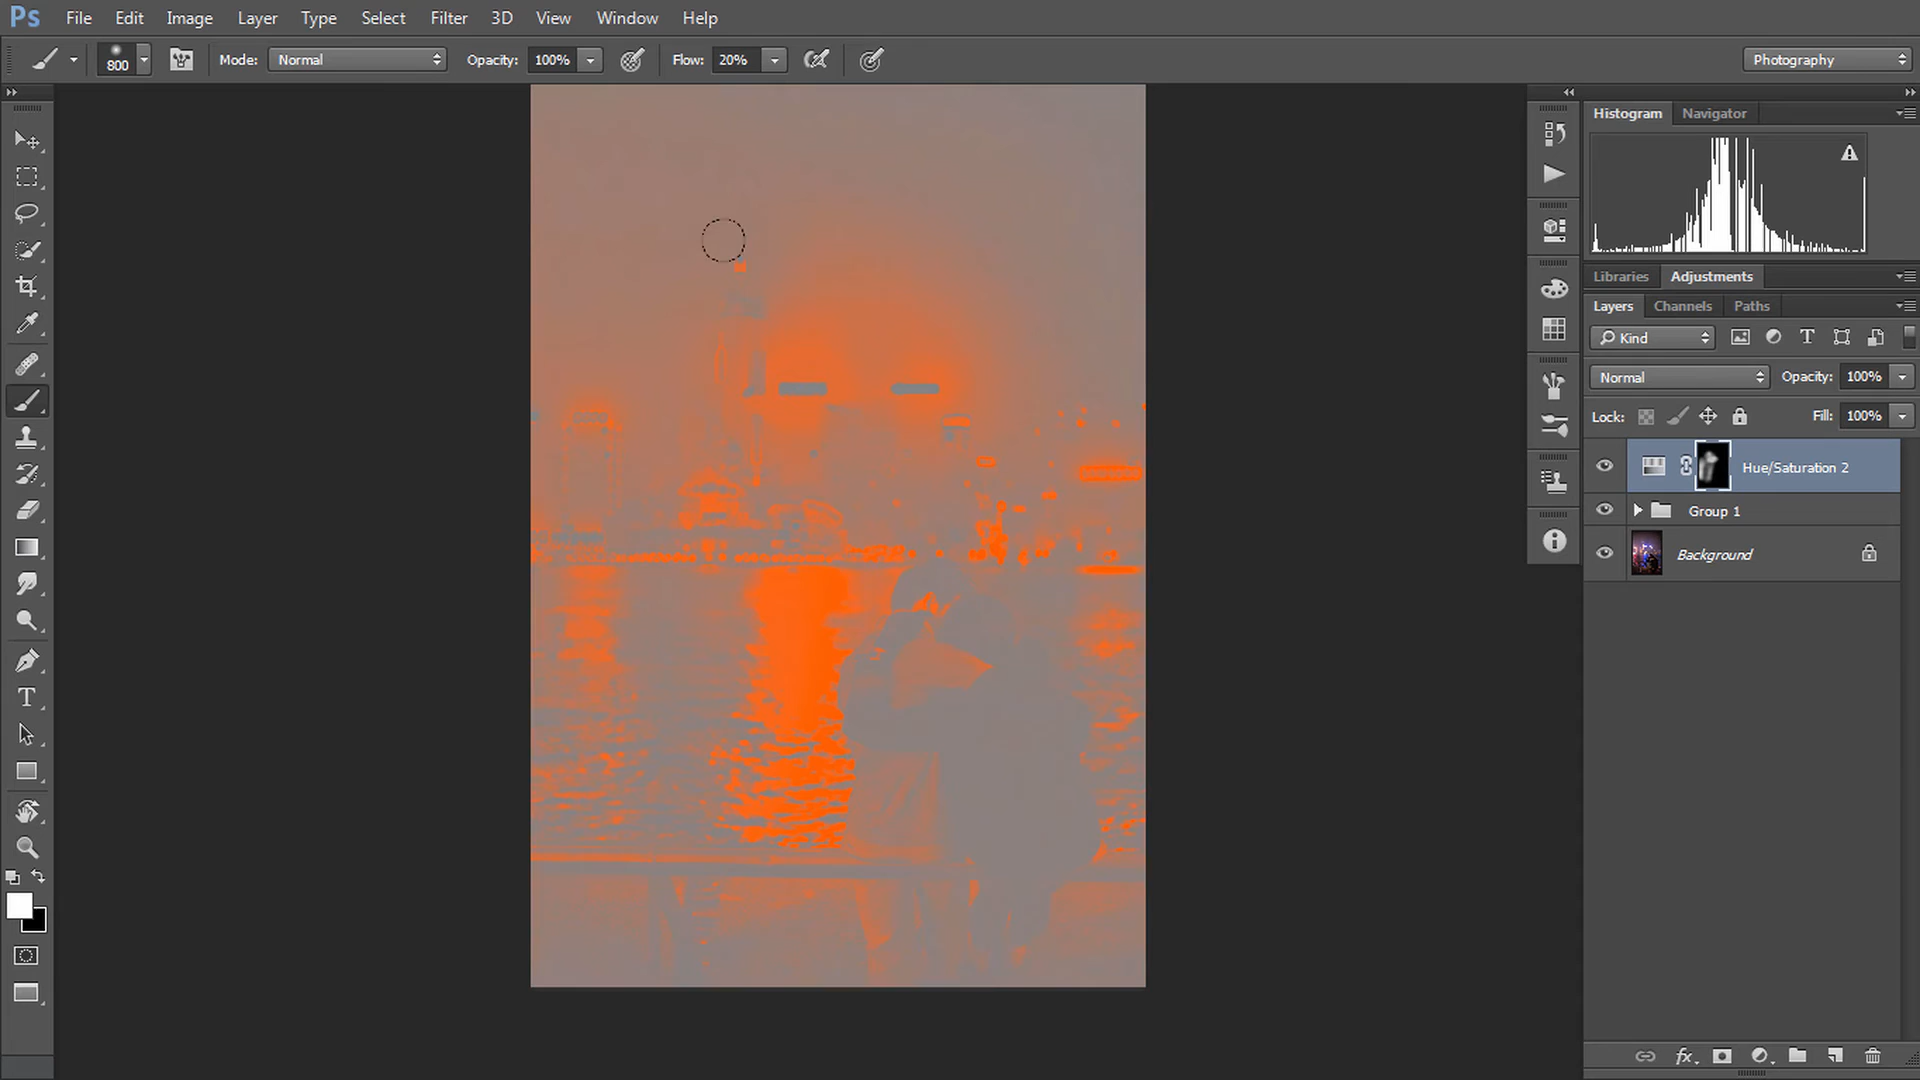 Ps File Edit Image Layer Type Select Filter 3D View Window Help
800 Mode: Normal Opacity: 100% Flow: 20% Photography
Histogram Navigator
Libraries Adjustments
Layers Channels Paths
Kind T
Normal Opacity: 100%
Lock: Fill: 100%
Hue/Saturation 2
Group 1
Background
T
fx